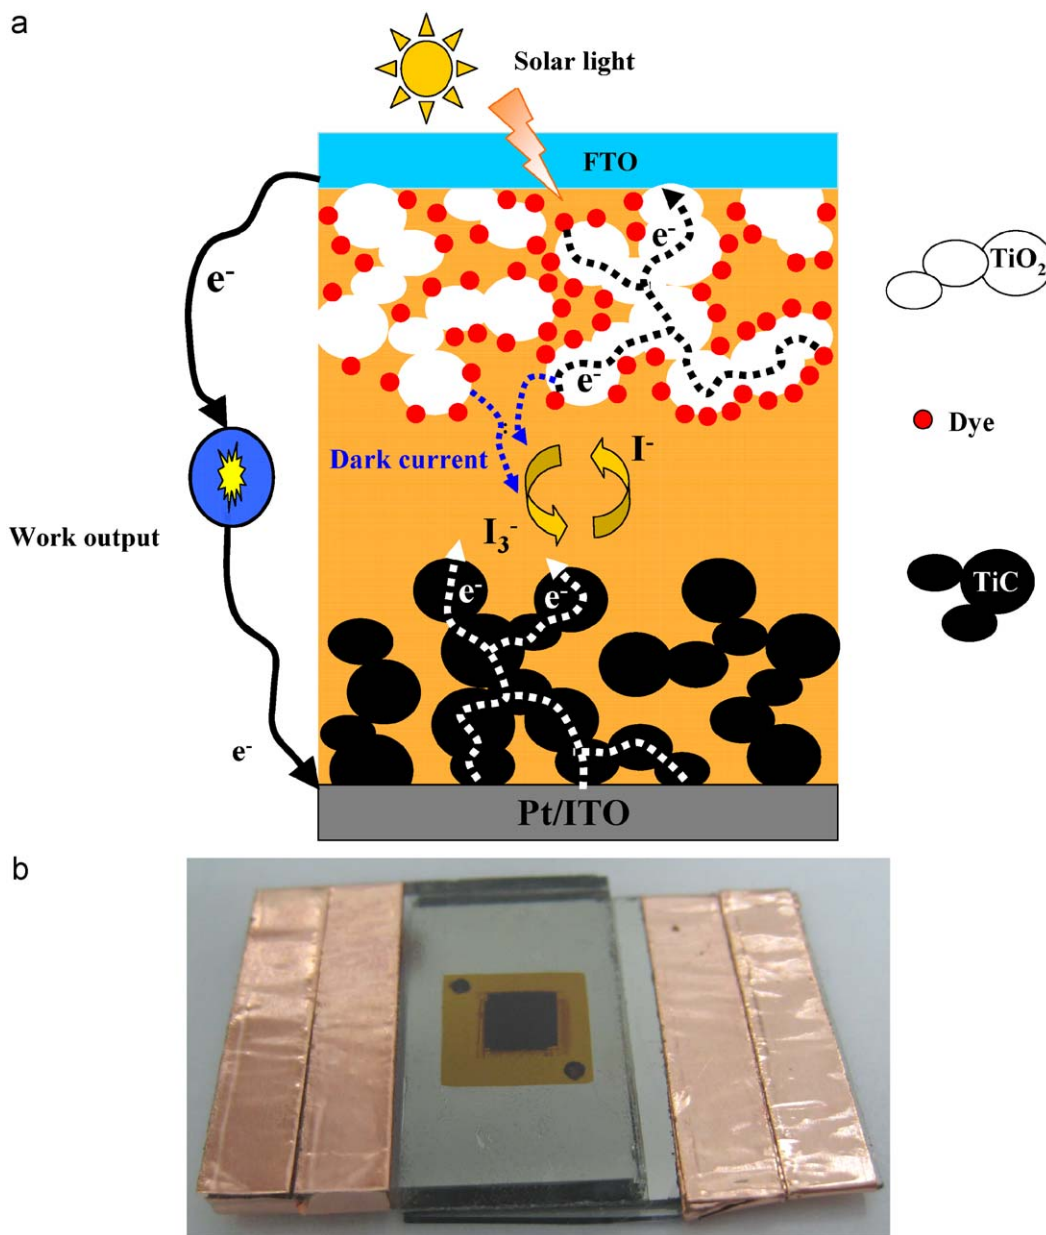 a
Solar light
FTO
e-
e-
TiO2
e-
Dye
Dark current
I-
Work output
I3-
e-
e-
TiC
e-
Pt/ITO
b